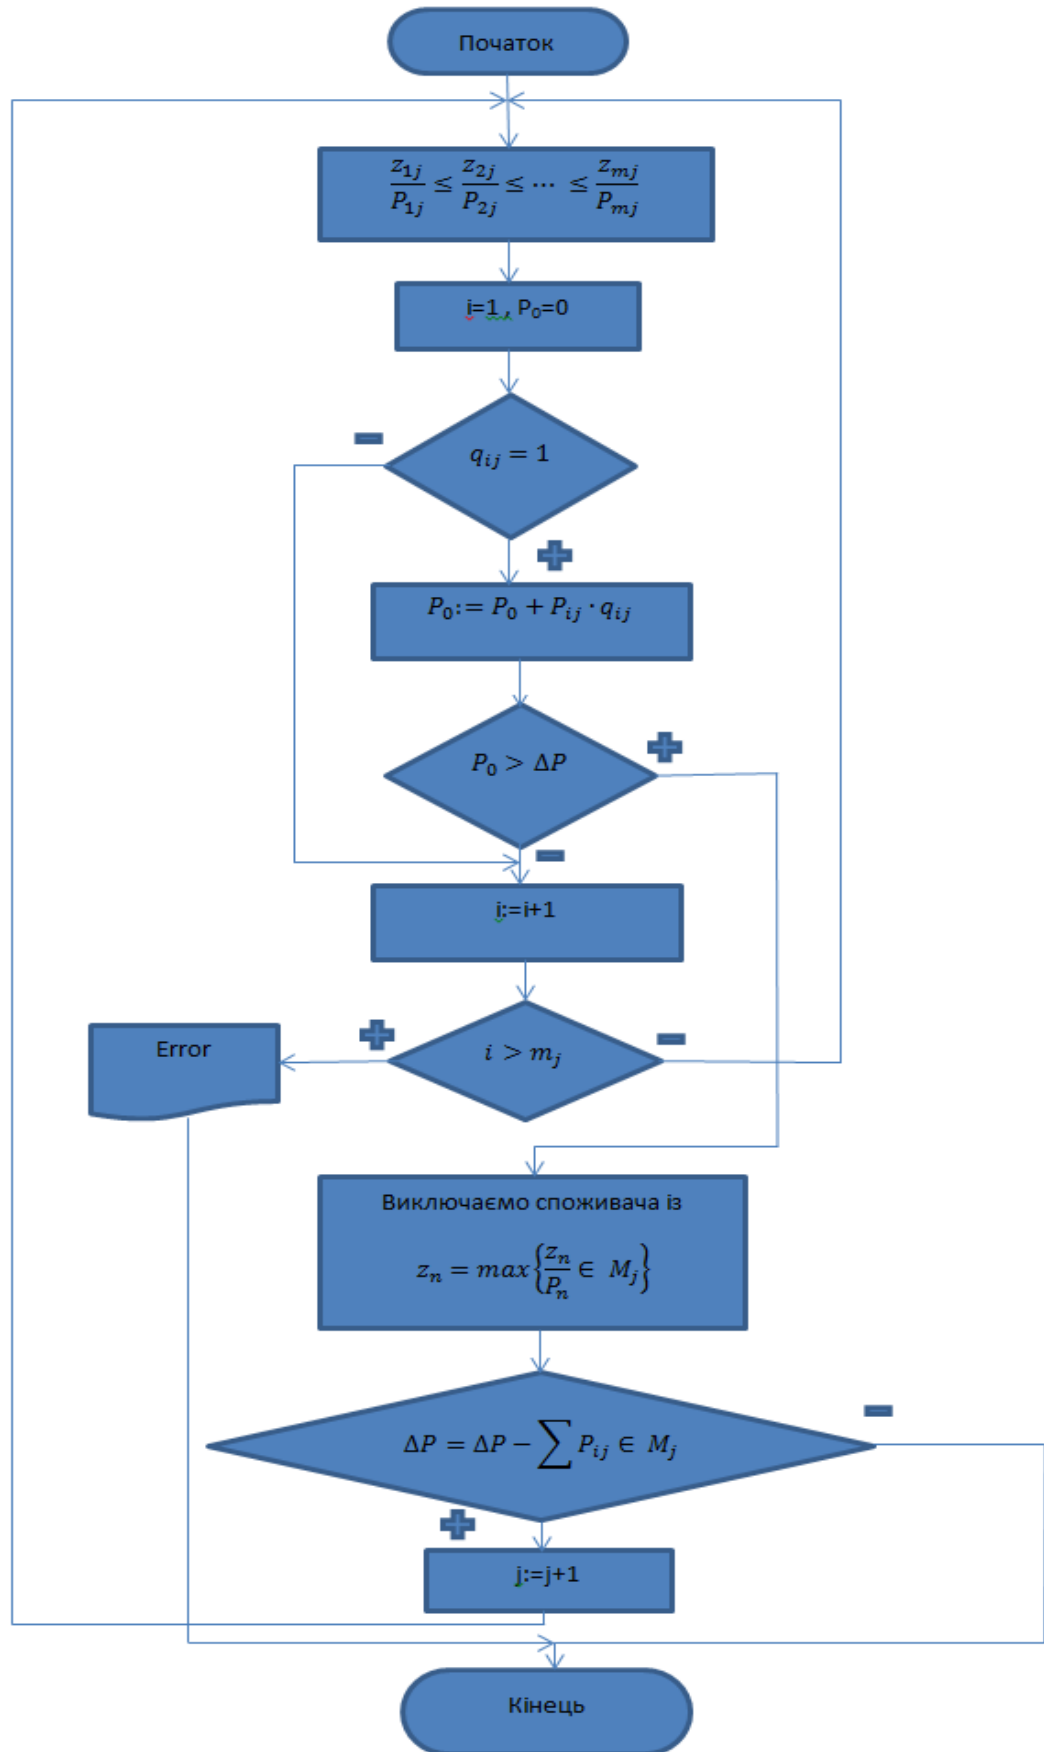 Початок
z₁ⱼ/P₁ⱼ ≤ z₂ⱼ/P₂ⱼ ≤ ⋯ ≤ zₘⱼ/Pₘⱼ
i=1 , P₀=0
qᵢⱼ = 1
P₀:= P₀ + Pᵢⱼ · qᵢⱼ
P₀ > ΔP
i:=i+1
i > mⱼ
Error
Виключаємо споживача із
zₙ = max{zₙ/Pₙ ∈ Mⱼ}
ΔP = ΔP − ∑ Pᵢⱼ ∈ Mⱼ
j:=j+1
Кінець